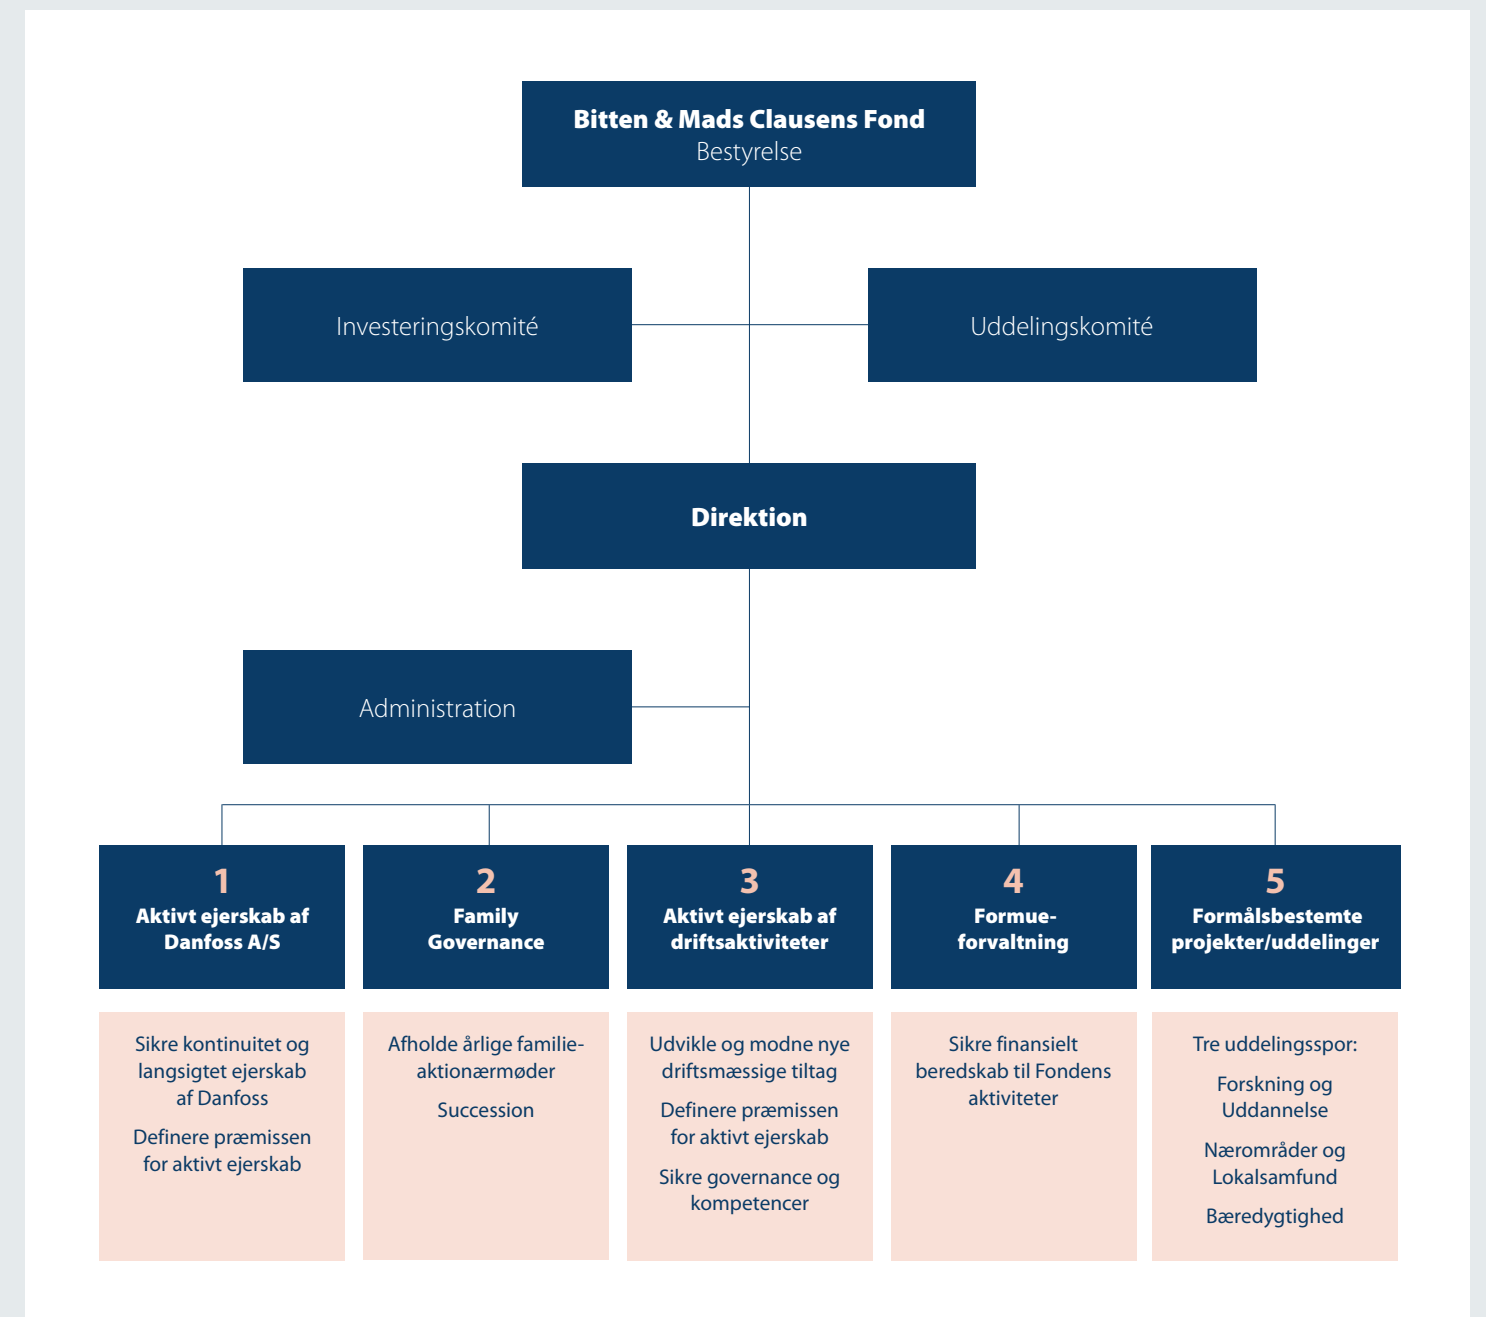 Bitten & Mads Clausens Fond
Bestyrelse
Investeringskomité
Uddelingskomité
Direktion
Administration
1
Aktivt ejerskab af
Danfoss A/S
Sikre kontinuitet og
langsigtet ejerskab
af Danfoss
Definere præmissen
for aktivt ejerskab
2
Family
Governance
Afholde årlige familie-
aktionærmøder
Succession
3
Aktivt ejerskab af
driftsaktiviteter
Udvikle og modne nye
driftsmæssige tiltag
Definere præmissen
for aktivt ejerskab
Sikre governance og
kompetencer
4
Formue-
forvaltning
Sikre finansielt
beredskab til Fondens
aktiviteter
5
Formålsbestemte
projekter/uddelinger
Tre uddelingsspor:
Forskning og
Uddannelse
Nærområder og
Lokalsamfund
Bæredygtighed